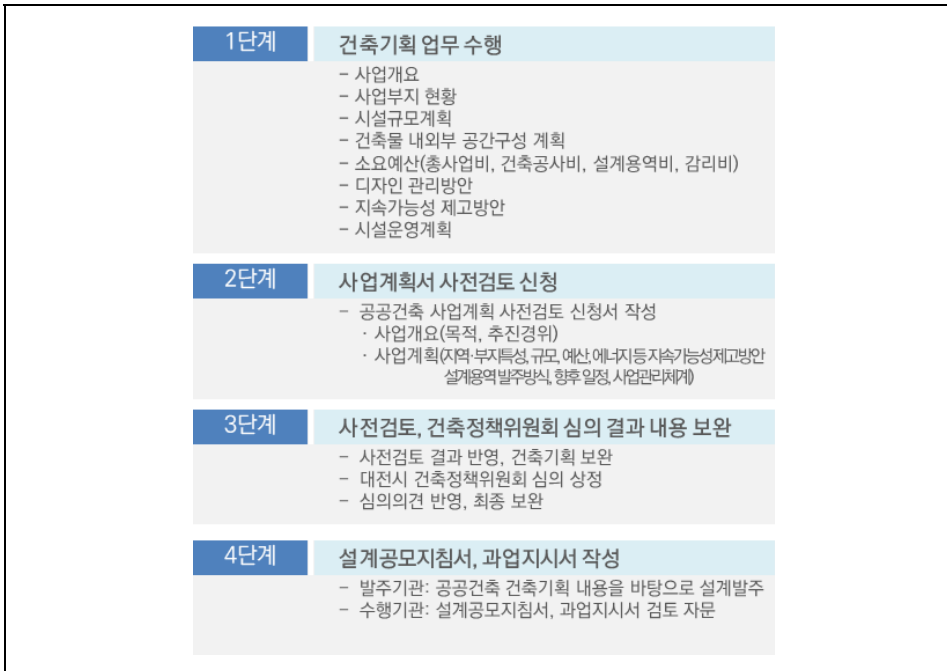 1단계
건축기획 업무 수행
- 사업개요
- 사업부지 현황
- 시설규모계획
- 건축물 내외부 공간구성 계획
- 소요예산(총사업비, 건축공사비, 설계용역비, 감리비)
- 디자인 관리방안
- 지속가능성 제고방안
- 시설운영계획
2단계
사업계획서 사전검토 신청
- 공공건축 사업계획 사전검토 신청서 작성
· 사업개요(목적, 추진경위)
· 사업계획(지역·부지특성, 규모, 예산, 에너지 등 지속가능성제고방안
설계용역 발주방식, 향후 일정, 사업관리체계)
3단계
사전검토, 건축정책위원회 심의 결과 내용 보완
- 사전검토 결과 반영, 건축기획 보완
- 대전시 건축정책위원회 심의 상정
- 심의의견 반영, 최종 보완
4단계
설계공모지침서, 과업지시서 작성
- 발주기관: 공공건축 건축기획 내용을 바탕으로 설계발주
- 수행기관: 설계공모지침서, 과업지시서 검토 자문